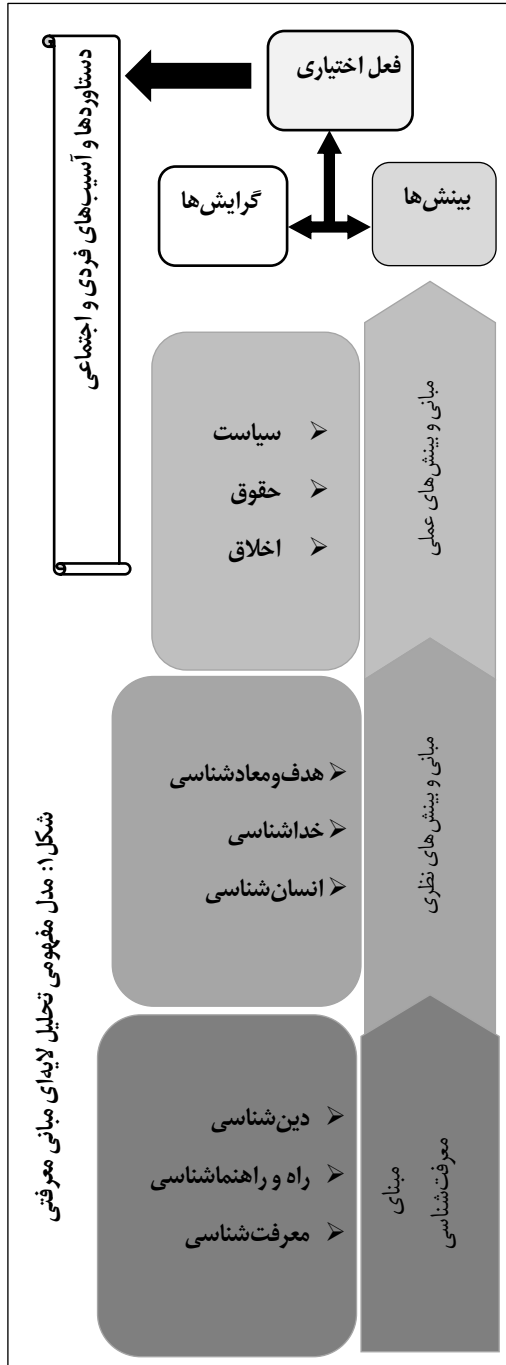 فعل اختیاری
دستاوردها و آسیب‌های فردی و اجتماعی
بینش‌ها
گرایش‌ها
مبانی و بینش‌های عملی
⮚ سیاست
⮚ حقوق
⮚ اخلاق
مبانی و بینش‌های نظری
⮚ هدف‌ومعادشناسی
⮚ خداشناسی
⮚ انسان‌شناسی
مبنای
معرفت‌شناسی
⮚ دین‌شناسی
⮚ راه و راهنماشناسی
⮚ معرفت‌شناسی
شکل۱: مدل مفهومی تحلیل لایه‌ای مبانی معرفتی